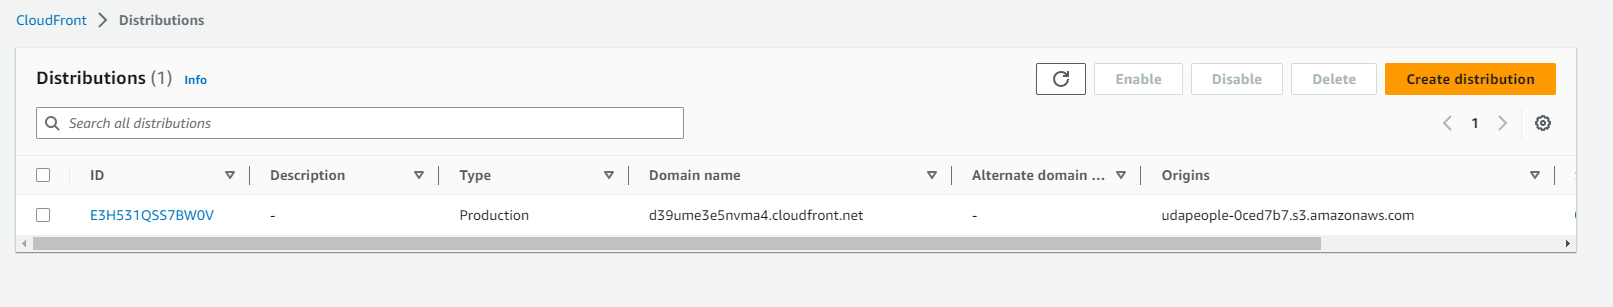 CloudFront > Distributions
Distributions (1) Info
Enable Disable Delete Create distribution
Search all distributions
1
ID Description Type Domain name Alternate domain ... Origins
E3H531QSS7BW0V - Production d39ume3e5nvma4.cloudfront.net - udapeople-0ced7b7.s3.amazonaws.com